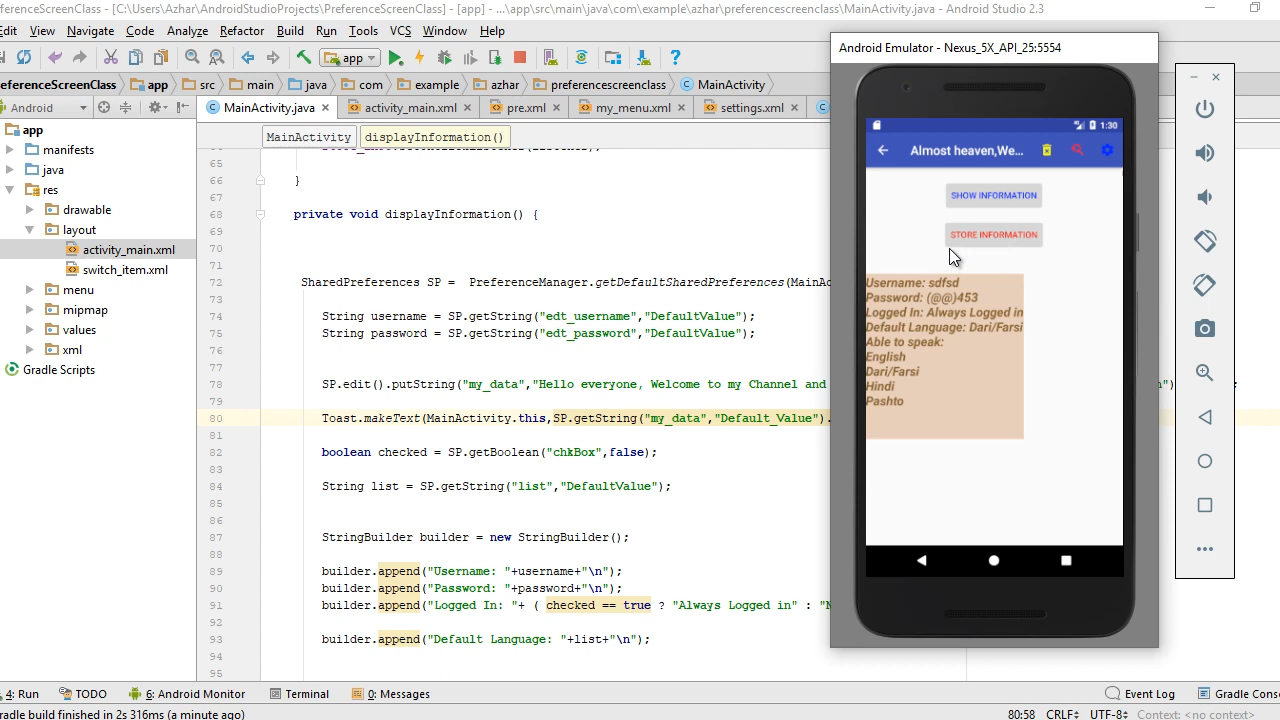 ferenceScreenClass - [C:\Users\Azhar\AndroidStudioProjects\PreferenceScreenClass] - [app] - ...\app\src\main\java\com\example\azhar\preferencescreenclass\MainActivity.java - Android Studio 2.3
Edit View Navigate Code Analyze Refactor Build Run Tools VCS Window Help
app
eferenceScreenClass app src main java com example azhar preferencescreenclass MainActivity
Android
MainActivity.java activity_main.xml pre.xml my_menu.xml settings.xml
MainActivity displayInformation()
app
manifests
java
res
drawable
layout
activity_main.xml
switch_item.xml
menu
mipmap
values
xml
Gradle Scripts
65
66 }
67
68 private void displayInformation() {
69
70
71
72 SharedPreferences SP = PreferenceManager.getDefaultSharedPreferences(MainAc
73
74 String username = SP.getString("edt_username","DefaultValue");
75 String password = SP.getString("edt_password","DefaultValue");
76
77
78 SP.edit().putString("my_data","Hello everyone, Welcome to my Channel and
79
80 Toast.makeText(MainActivity.this,SP.getString("my_data","Default_Value").
81
82 boolean checked = SP.getBoolean("chkBox",false);
83
84 String list = SP.getString("list","DefaultValue");
85
86
87 StringBuilder builder = new StringBuilder();
88
89 builder.append("Username: "+username+"\n");
90 builder.append("Password: "+password+"\n");
91 builder.append("Logged In: "+ ( checked == true ? "Always Logged in" : "N
92
93 builder.append("Default Language: "+list+"\n");
94
95
Android Emulator - Nexus_5X_API_25:5554
1:30
Almost heaven,We...
SHOW INFORMATION
STORE INFORMATION
Username: sdfsd
Password: (@@)453
Logged In: Always Logged in
Default Language: Dari/Farsi
Able to speak:
English
Dari/Farsi
Hindi
Pashto
4: Run TODO 6: Android Monitor Terminal 0: Messages Event Log Gradle Cons
radle build finished in 2s 316ms (a minute ago) 80:58 CRLF UTF-8 Context: <no context>